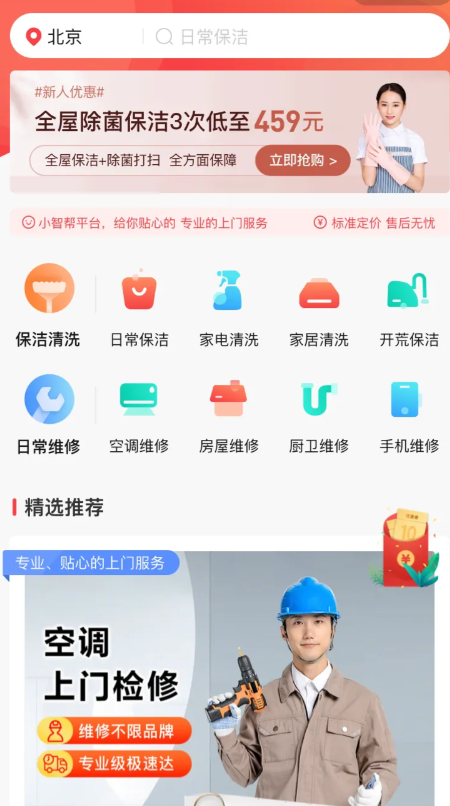 北京
日常保洁
#新人优惠#
全屋除菌保洁3次低至 459元
全屋保洁+除菌打扫 全方面保障 立即抢购 >
小智帮平台，给你贴心的 专业的上门服务 标准定价 售后无忧
保洁清洗 日常保洁 家电清洗 家居清洗 开荒保洁
日常维修 空调维修 房屋维修 厨卫维修 手机维修
精选推荐
10
¥
专业、贴心的上门服务
空调
上门检修
维修不限品牌
专业级极速达